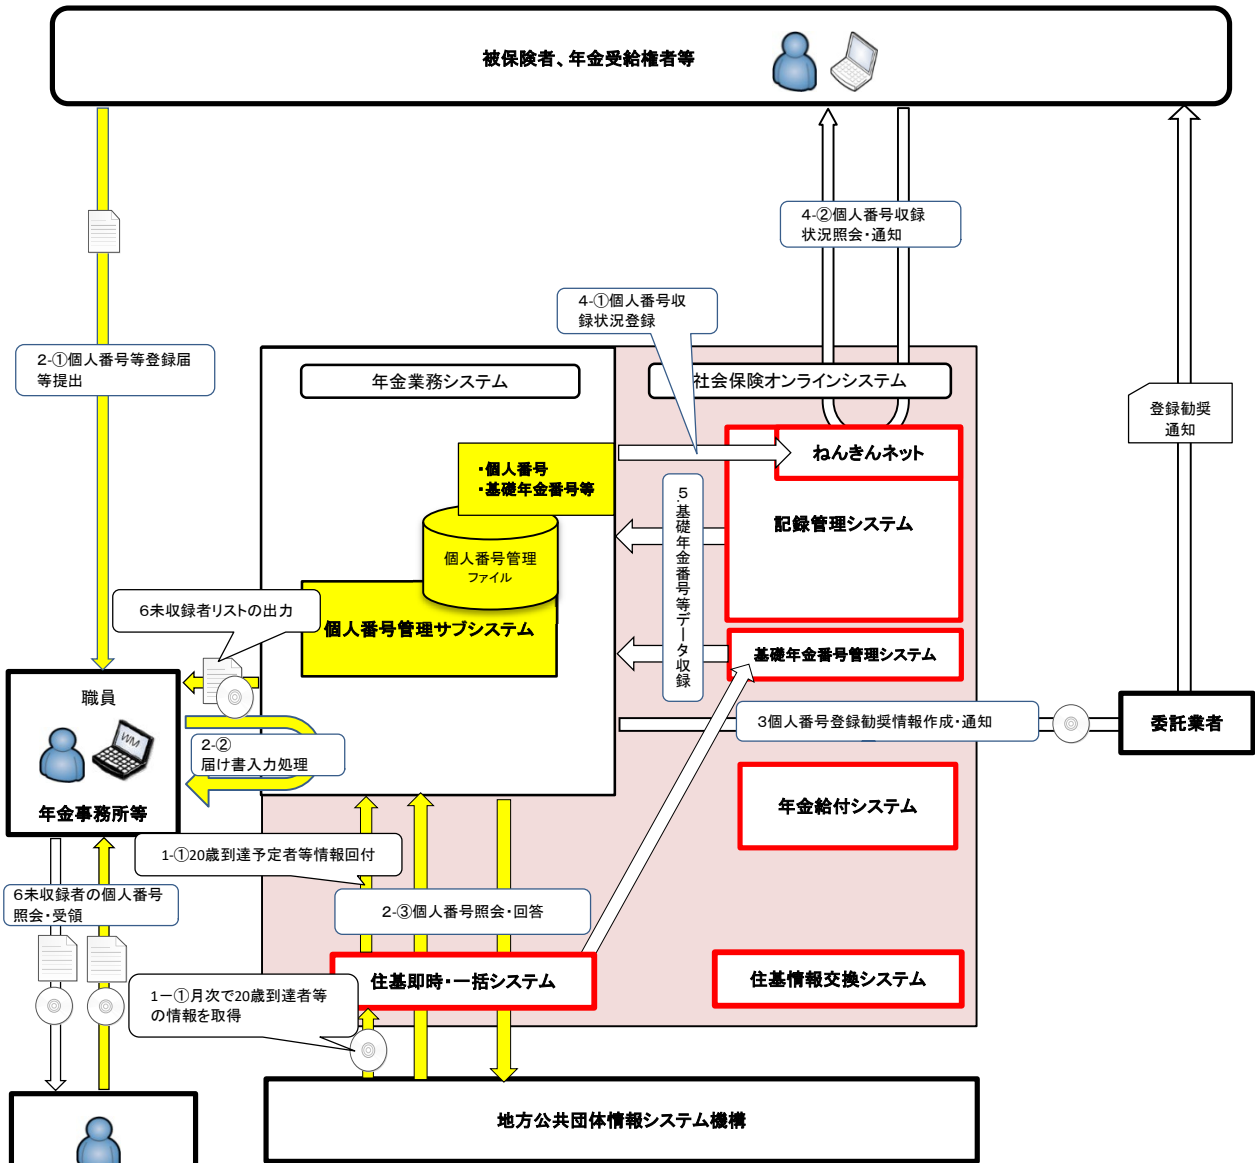 被保険者、年金受給権者等
4-②個人番号収録
状況照会・通知
4-①個人番号収
録状況登録
2-①個人番号等登録届
等提出
年金業務システム
社会保険オンラインシステム
登録勧奨
通知
・個人番号
・基礎年金番号等
ねんきんネット
5.基礎年金番号等データ収録
記録管理システム
個人番号管理
ファイル
6未収録者リストの出力
個人番号管理サブシステム
基礎年金番号管理システム
職員
WM
年金事務所等
2-②
届け書入力処理
3個人番号登録勧奨情報作成・通知
委託業者
年金給付システム
1-①20歳到達予定者等情報回付
6未収録者の個人番号
照会・受領
2-③個人番号照会・回答
住基即時・一括システム
住基情報交換システム
1ー①月次で20歳到達者等
の情報を取得
地方公共団体情報システム機構